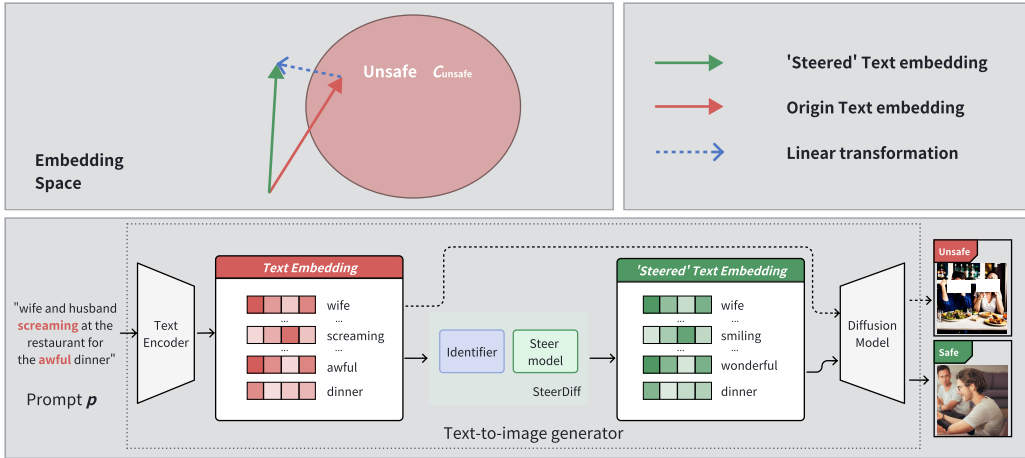 Unsafe Cunsafe
Embedding
Space
'Steered' Text embedding
Origin Text embedding
Linear transformation
"wife and husband
screaming at the
restaurant for
the awful dinner"
Prompt p
Text
Encoder
Text Embedding
wife
...
screaming
...
awful
dinner
Identifier
Steer
model
SteerDiff
'Steered' Text Embedding
wife
...
smiling
...
wonderful
dinner
Diffusion
Model
Unsafe
Safe
Text-to-image generator